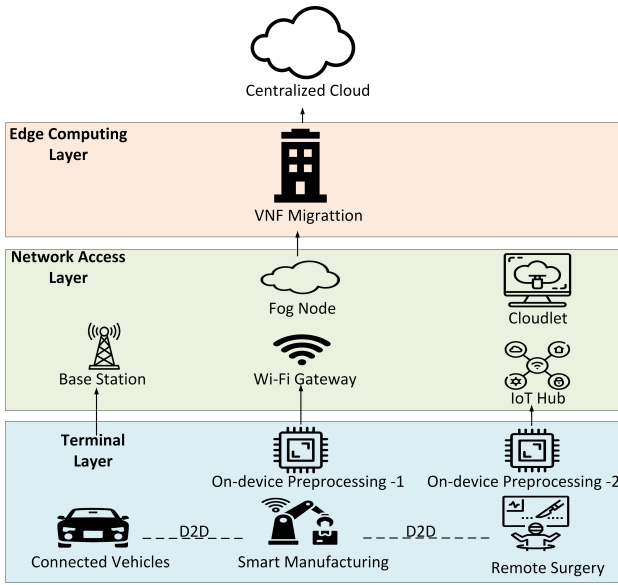 Centralized Cloud
Edge Computing
Layer
VNF Migrattion
Network Access
Layer
Fog Node
Cloudlet
Base Station
Wi-Fi Gateway
IoT Hub
Terminal
Layer
On-device Preprocessing -1
On-device Preprocessing -2
D2D
D2D
Connected Vehicles
Smart Manufacturing
Remote Surgery